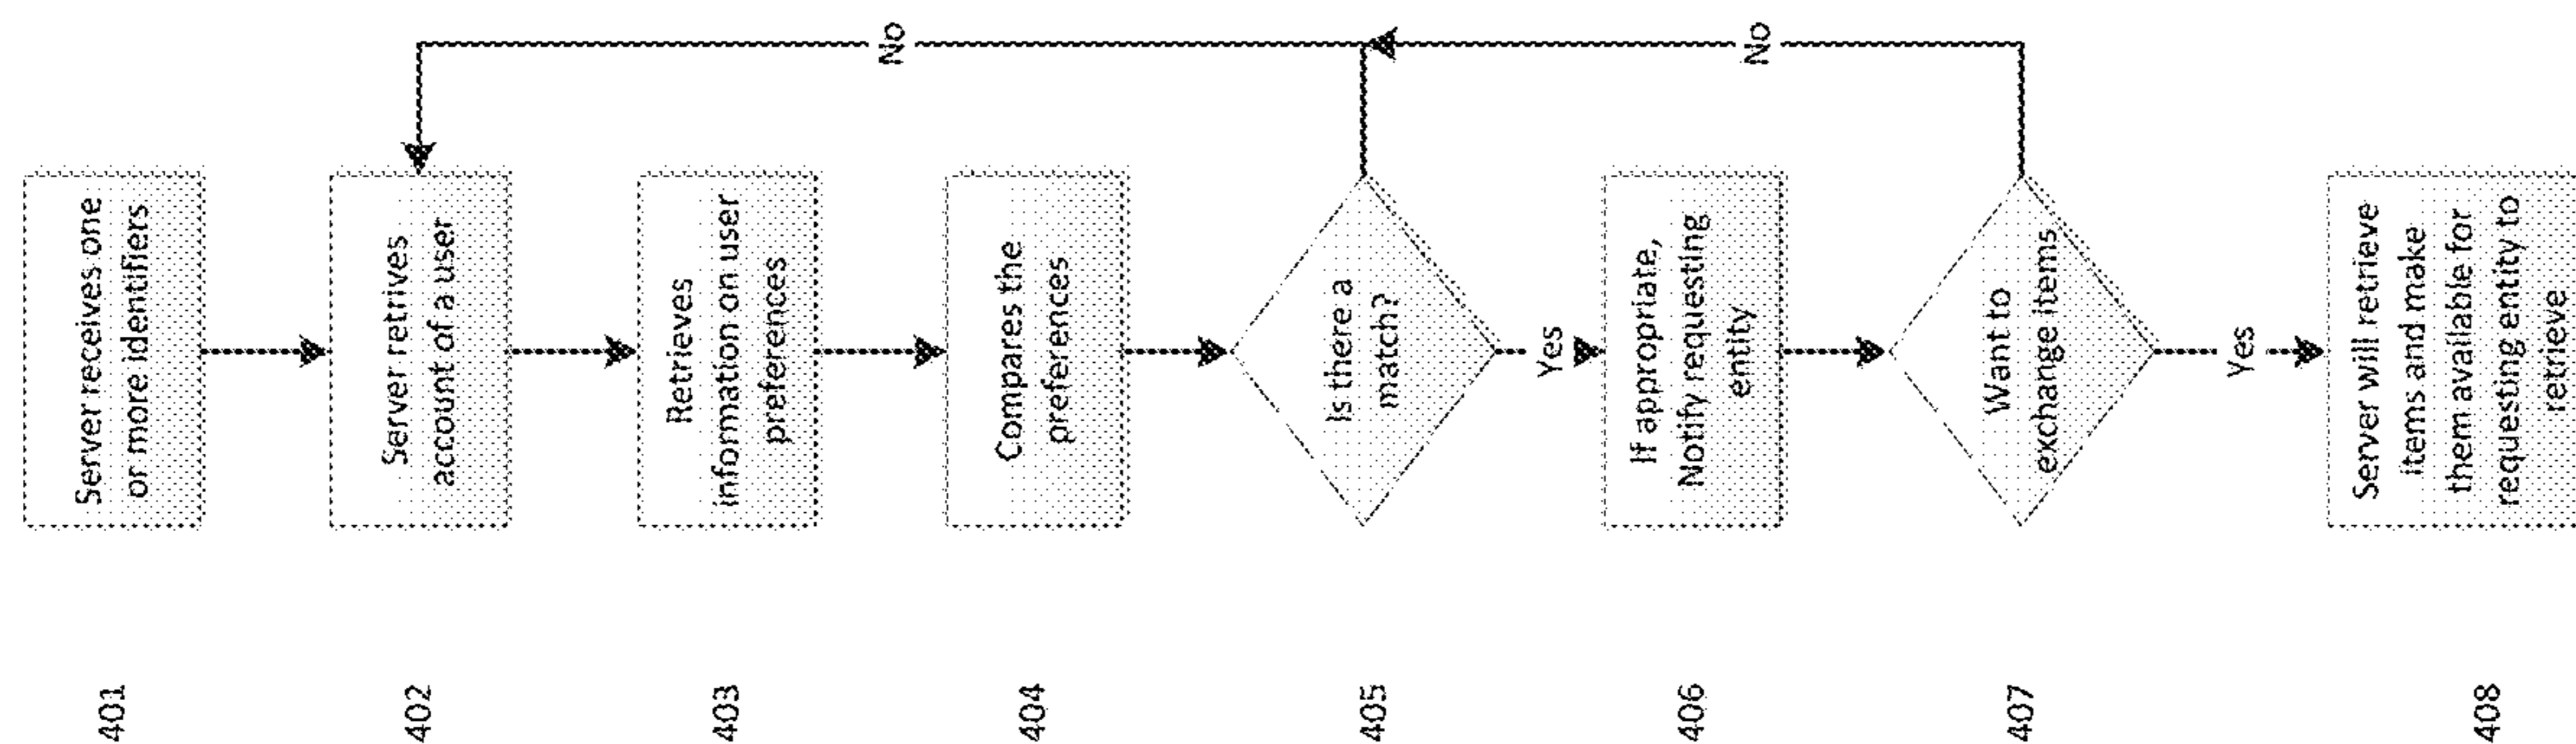 401
Server receives one
or more identifiers
402
Server retrives
account of a user
403
Retrieves
information on user
preferences
404
Compares the
preferences
405
Is there a
match?
No
Yes
406
If appropriate,
Notify requesting
entity
407
Want to
exchange items
No
Yes
408
Server will retrieve
items and make
them available for
requesting entity to
retrieve